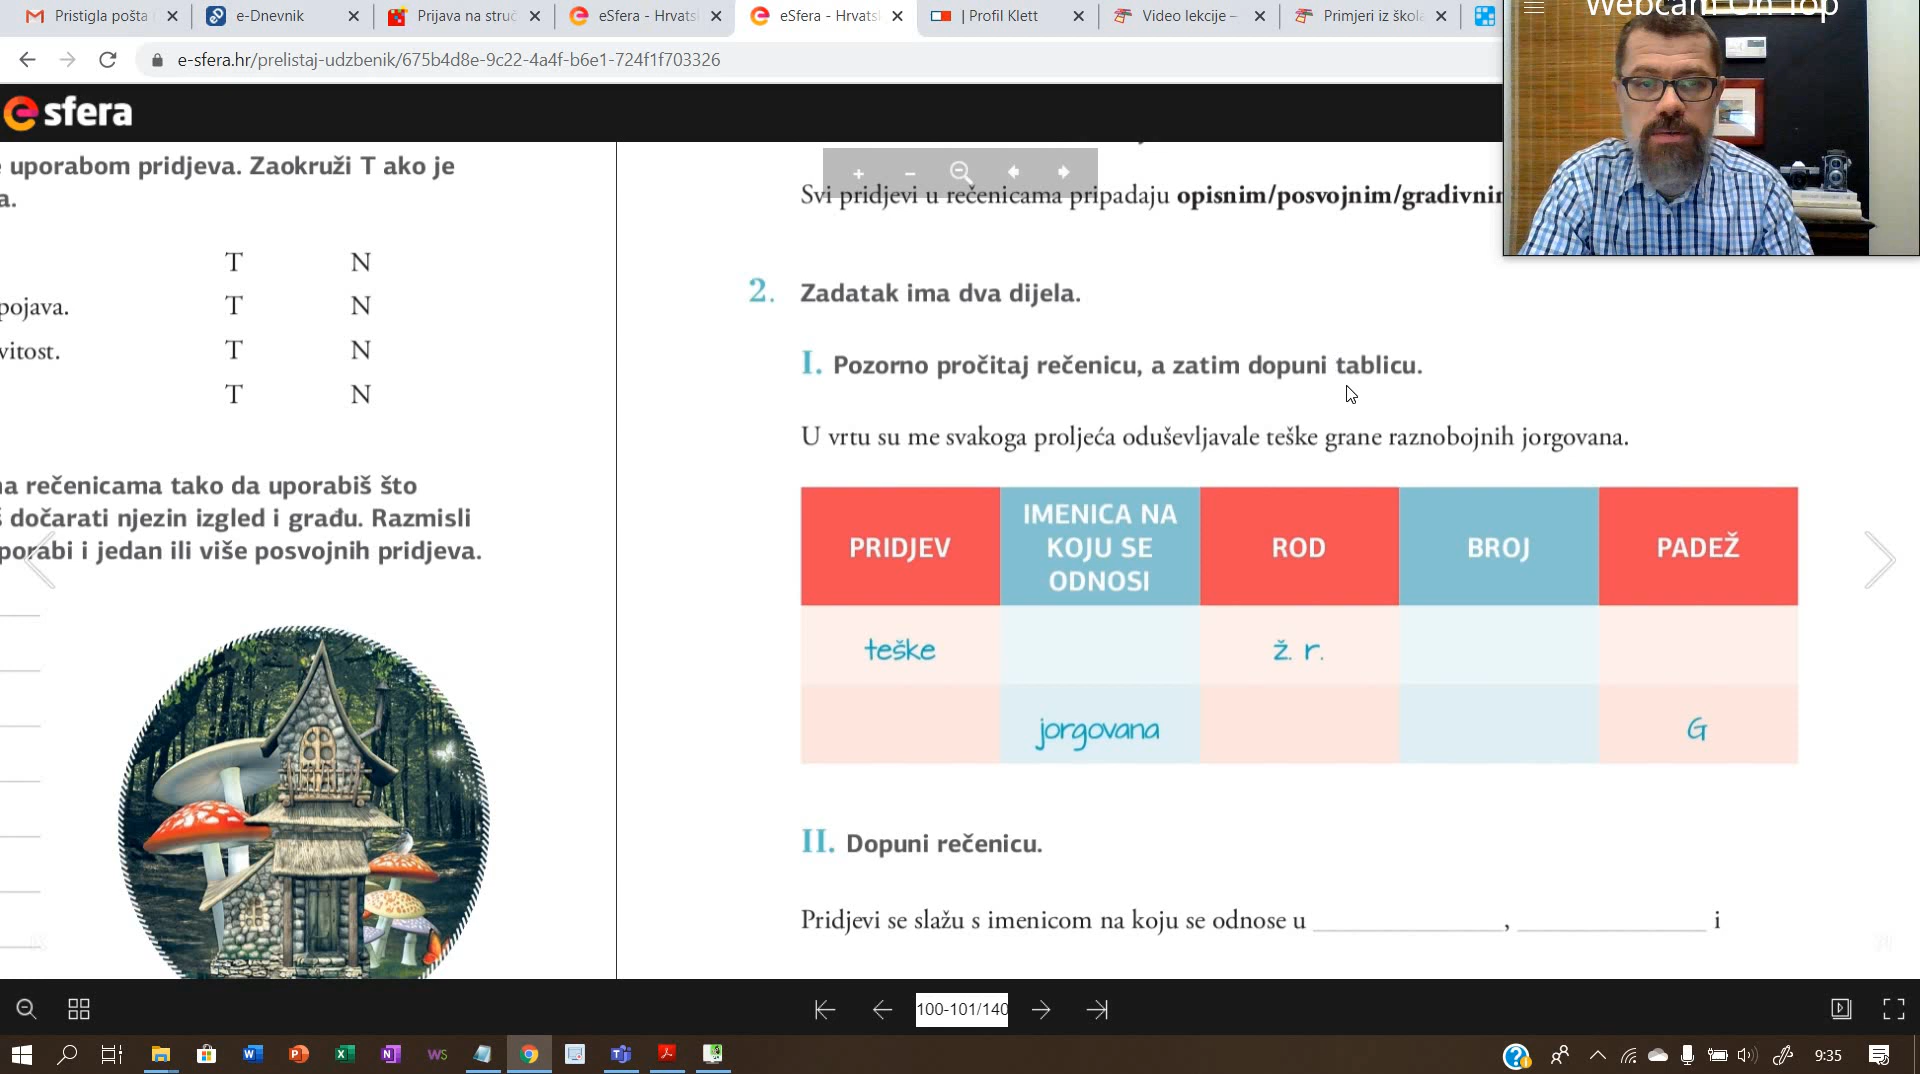 Pristigla pošta
e-Dnevnik
Prijava na struč
eSfera - Hrvats
eSfera - Hrvats
| Profil Klett
Video lekcije –
Primjeri iz škol
Webcam On Top
e-sfera.hr/prelistaj-udzbenik/675b4d8e-9c22-4a4f-b6e1-724f1f703326
e sfera
uporabom pridjeva. Zaokruži T ako je
a.
T N
pojava. T N
vitost. T N
T N
na rečenicama tako da uporabiš što
š dočarati njezin izgled i građu. Razmisli
porabi i jedan ili više posvojnih pridjeva.
Svi pridjevi u rečenicama pripadaju opisnim/posvojnim/gradivnim
2. Zadatak ima dva dijela.
I. Pozorno pročitaj rečenicu, a zatim dopuni tablicu.
U vrtu su me svakoga proljeća oduševljavale teške grane raznobojnih jorgovana.
PRIDJEV
IMENICA NA
KOJU SE
ODNOSI
ROD
BROJ
PADEŽ
teške ž. r.
jorgovana G
II. Dopuni rečenicu.
Pridjevi se slažu s imenicom na koju se odnose u ______________, ______________ i
100-101/140
9:35